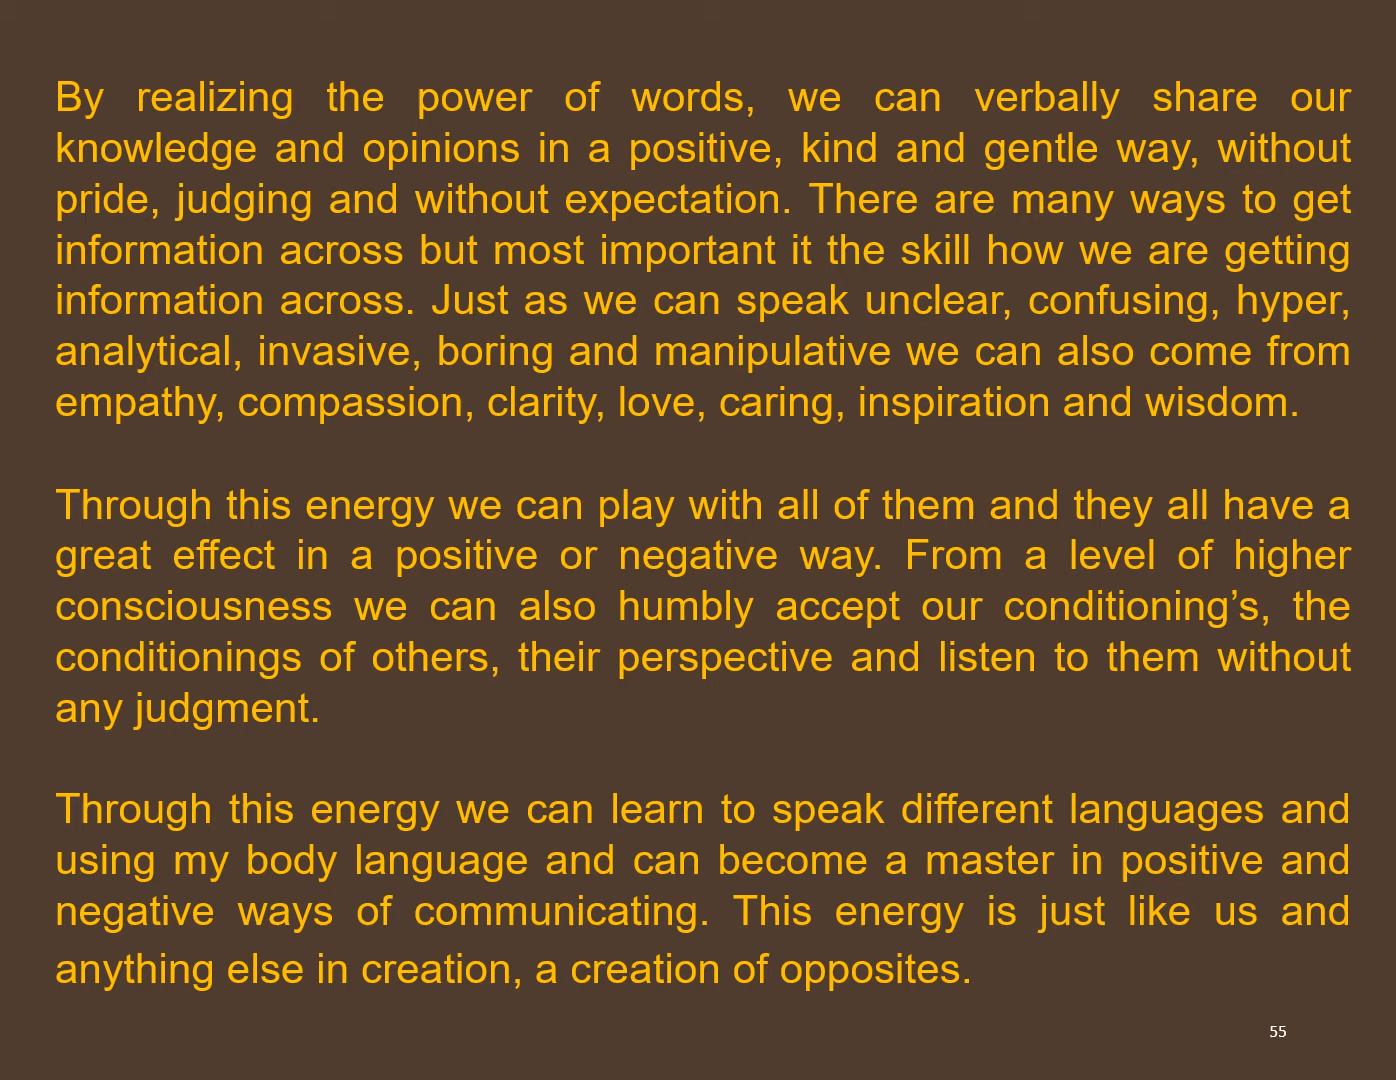 By realizing the power of words, we can verbally share our
knowledge and opinions in a positive, kind and gentle way, without
pride, judging and without expectation. There are many ways to get
information across but most important it the skill how we are getting
information across. Just as we can speak unclear, confusing, hyper,
analytical, invasive, boring and manipulative we can also come from
empathy, compassion, clarity, love, caring, inspiration and wisdom.
Through this energy we can play with all of them and they all have a
great effect in a positive or negative way. From a level of higher
consciousness we can also humbly accept our conditioning’s, the
conditionings of others, their perspective and listen to them without
any judgment.
Through this energy we can learn to speak different languages and
using my body language and can become a master in positive and
negative ways of communicating. This energy is just like us and
anything else in creation, a creation of opposites.
55